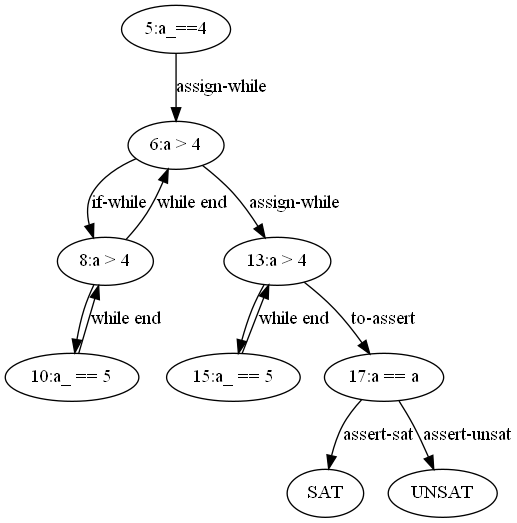 5:a_==4
assign-while
6:a > 4
if-while
while end
assign-while
8:a > 4
13:a > 4
while end
while end
to-assert
10:a_ == 5
15:a_ == 5
17:a == a
assert-sat
assert-unsat
SAT
UNSAT